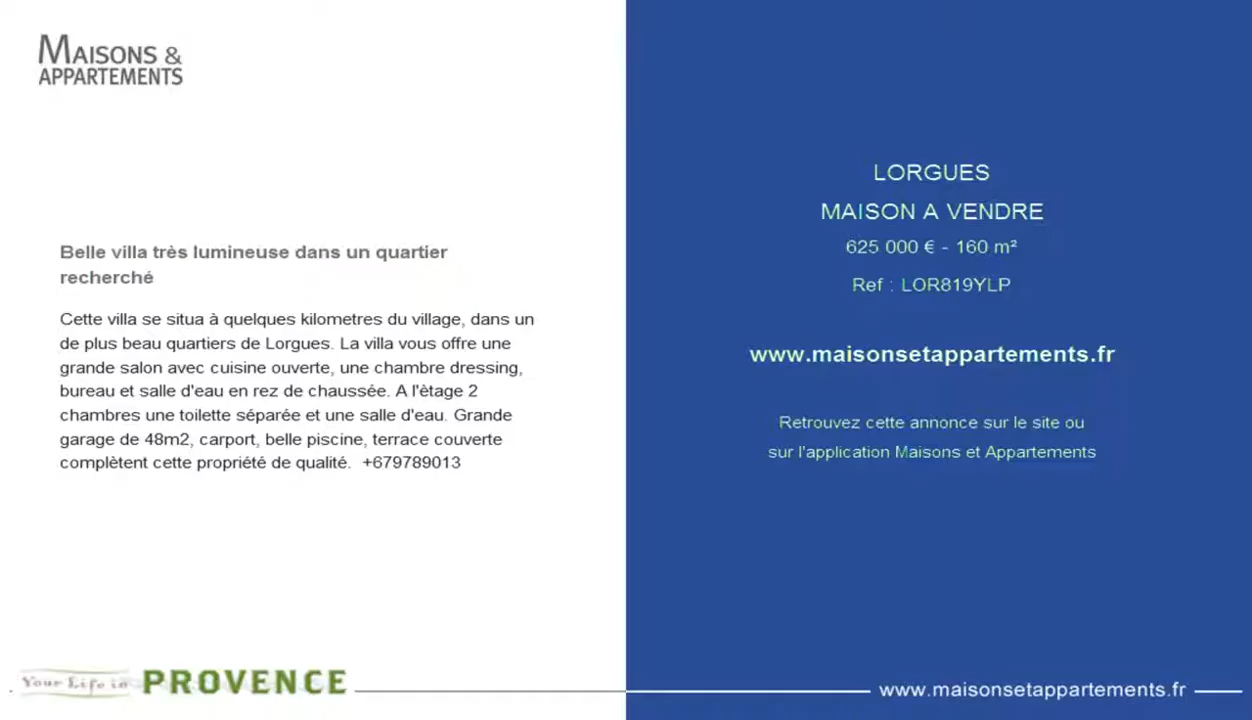 MAISONS &
APPARTEMENTS
Belle villa très lumineuse dans un quartier
recherché
Cette villa se situa à quelques kilometres du village, dans un
de plus beau quartiers de Lorgues. La villa vous offre une
grande salon avec cuisine ouverte, une chambre dressing,
bureau et salle d'eau en rez de chaussée. A l'ètage 2
chambres une toilette séparée et une salle d'eau. Grande
garage de 48m2, carport, belle piscine, terrace couverte
complètent cette propriété de qualité.  +679789013
LORGUES
MAISON A VENDRE
625 000 € - 160 m²
Ref : LOR819YLP
www.maisonsetappartements.fr
Retrouvez cette annonce sur le site ou
sur l'application Maisons et Appartements
Your Life in PROVENCE
www.maisonsetappartements.fr